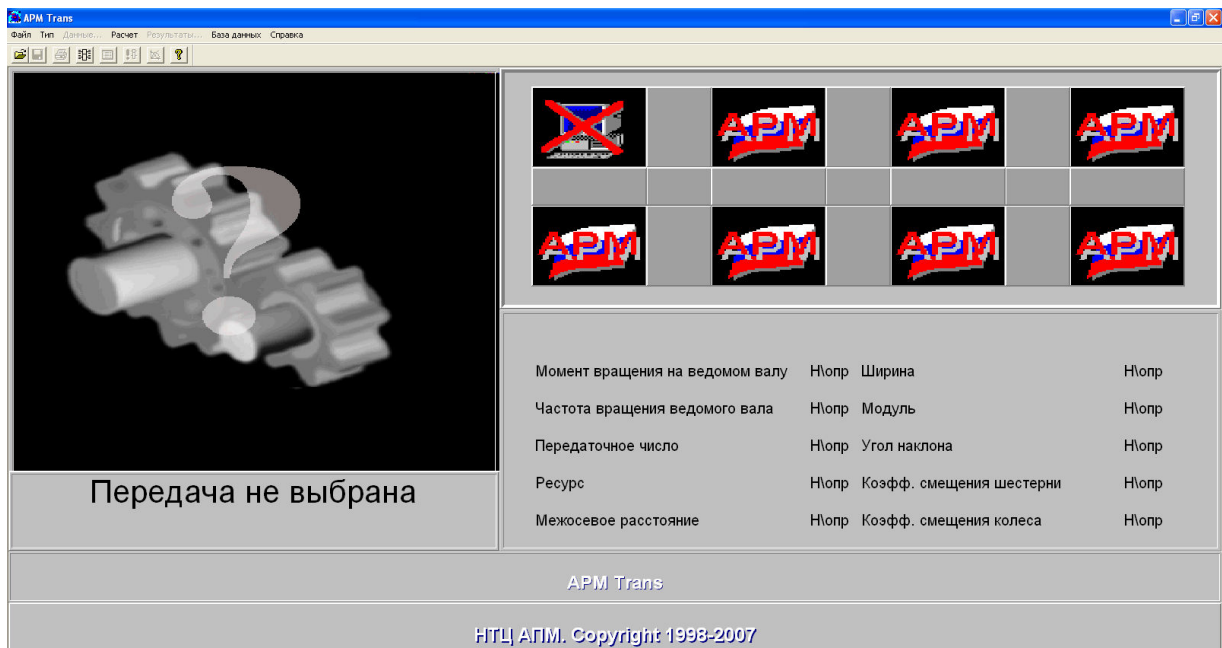 APM Trans
Файл Тип Данные... Расчет Результаты... База данных Справка
APM APM APM
APM APM APM APM
Передача не выбрана
Момент вращения на ведомом валу Н\опр Ширина Н\опр
Частота вращения ведомого вала Н\опр Модуль Н\опр
Передаточное число Н\опр Угол наклона Н\опр
Ресурс Н\опр Коэфф. смещения шестерни Н\опр
Межосевое расстояние Н\опр Коэфф. смещения колеса Н\опр
APM Trans
НТЦ АПМ. Copyright 1998-2007